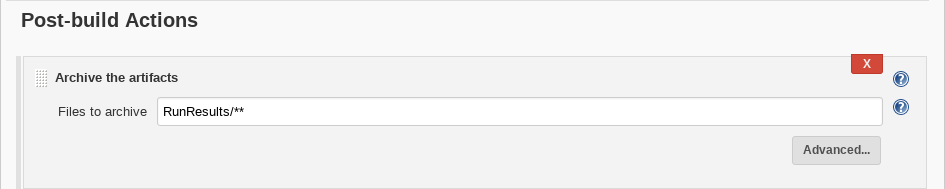 Post-build Actions
X
Archive the artifacts
?
Files to archive RunResults/**
?
Advanced...